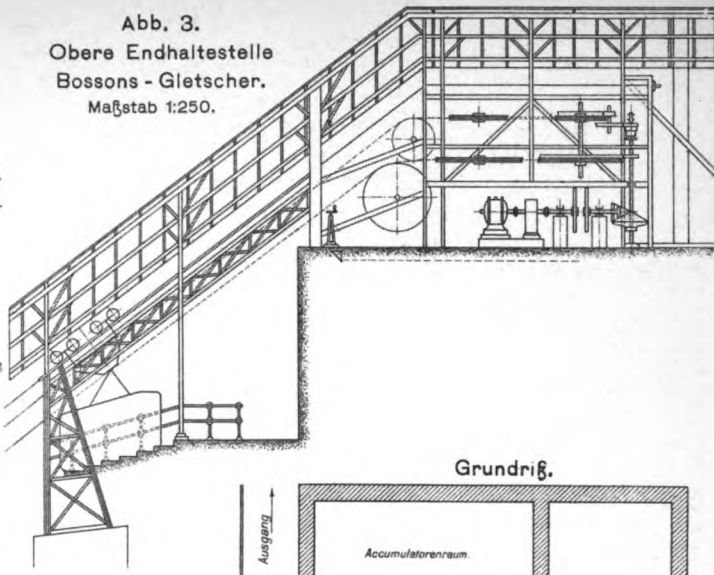 Abb. 3.
Obere Endhaltestelle
Bossons - Gletscher.
Maßstab 1:250.
Grundriß.
Ausgang
Accumulatorenraum.